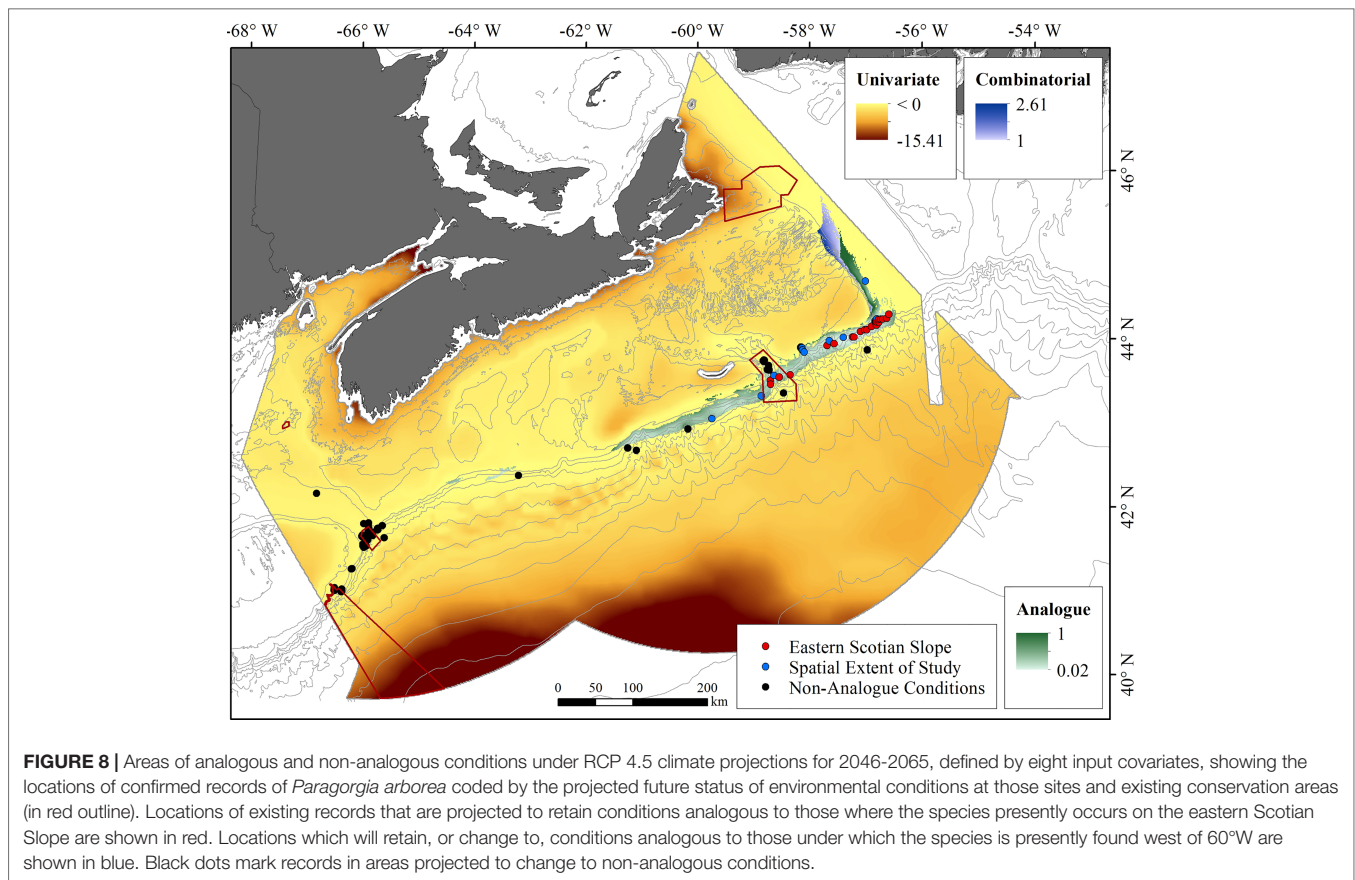 -68° W -66° W -64° W -62° W -60° W -58° W -56° W -54° W
Univariate
< 0
-15.41
Combinatorial
2.61
1
46° N
44° N
42° N
40° N
Analogue
1
0.02
Eastern Scotian Slope
Spatial Extent of Study
Non-Analogue Conditions
0 50 100 200
km
FIGURE 8 | Areas of analogous and non-analogous conditions under RCP 4.5 climate projections for 2046-2065, defined by eight input covariates, showing the
locations of confirmed records of Paragorgia arborea coded by the projected future status of environmental conditions at those sites and existing conservation areas
(in red outline). Locations of existing records that are projected to retain conditions analogous to those where the species presently occurs on the eastern Scotian
Slope are shown in red. Locations which will retain, or change to, conditions analogous to those under which the species is presently found west of 60°W are
shown in blue. Black dots mark records in areas projected to change to non-analogous conditions.